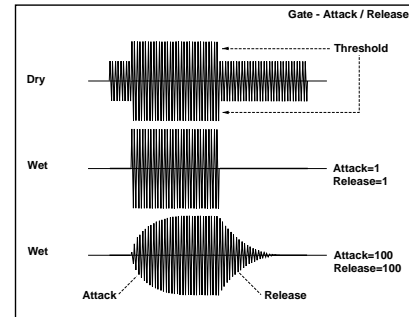 Gate - Attack / Release
Threshold
Dry
Wet
Attack=1
Release=1
Wet
Attack=100
Release=100
Attack
Release